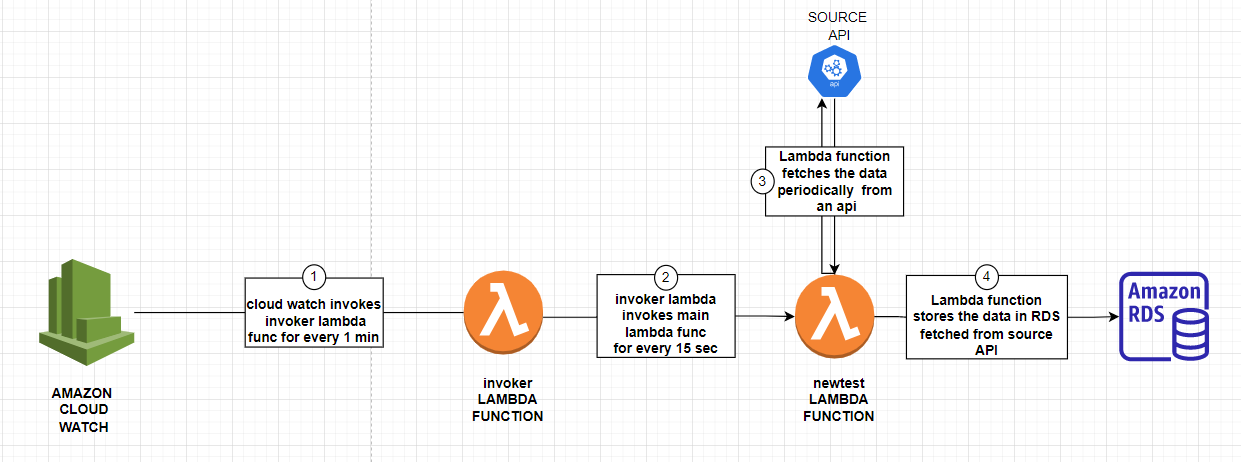 SOURCE
API
api
Lambda function
fetches the data
periodically from
an api
3
1
cloud watch invokes
invoker lambda
func for every 1 min
2
invoker lambda
invokes main
lambda func
for every 15 sec
4
Lambda function
stores the data in RDS
fetched from source
API
Amazon
RDS
AMAZON
CLOUD
WATCH
invoker
LAMBDA
FUNCTION
newtest
LAMBDA
FUNCTION